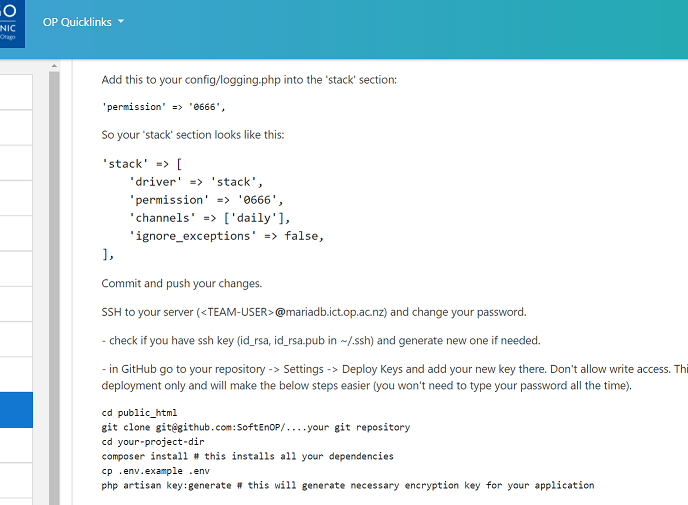 GO
NIC
Otago
OP Quicklinks
Add this to your config/logging.php into the 'stack' section:
'permission' => '0666',
So your 'stack' section looks like this:
'stack' => [
    'driver' => 'stack',
    'permission' => '0666',
    'channels' => ['daily'],
    'ignore_exceptions' => false,
],
Commit and push your changes.
SSH to your server (<TEAM-USER>@mariadb.ict.op.ac.nz) and change your password.
- check if you have ssh key (id_rsa, id_rsa.pub in ~/.ssh) and generate new one if needed.
- in GitHub go to your repository -> Settings -> Deploy Keys and add your new key there. Don't allow write access. Thi
deployment only and will make the below steps easier (you won't need to type your password all the time).
cd public_html
git clone git@github.com:SoftEnOP/....your git repository
cd your-project-dir
composer install # this installs all your dependencies
cp .env.example .env
php artisan key:generate # this will generate necessary encryption key for your application